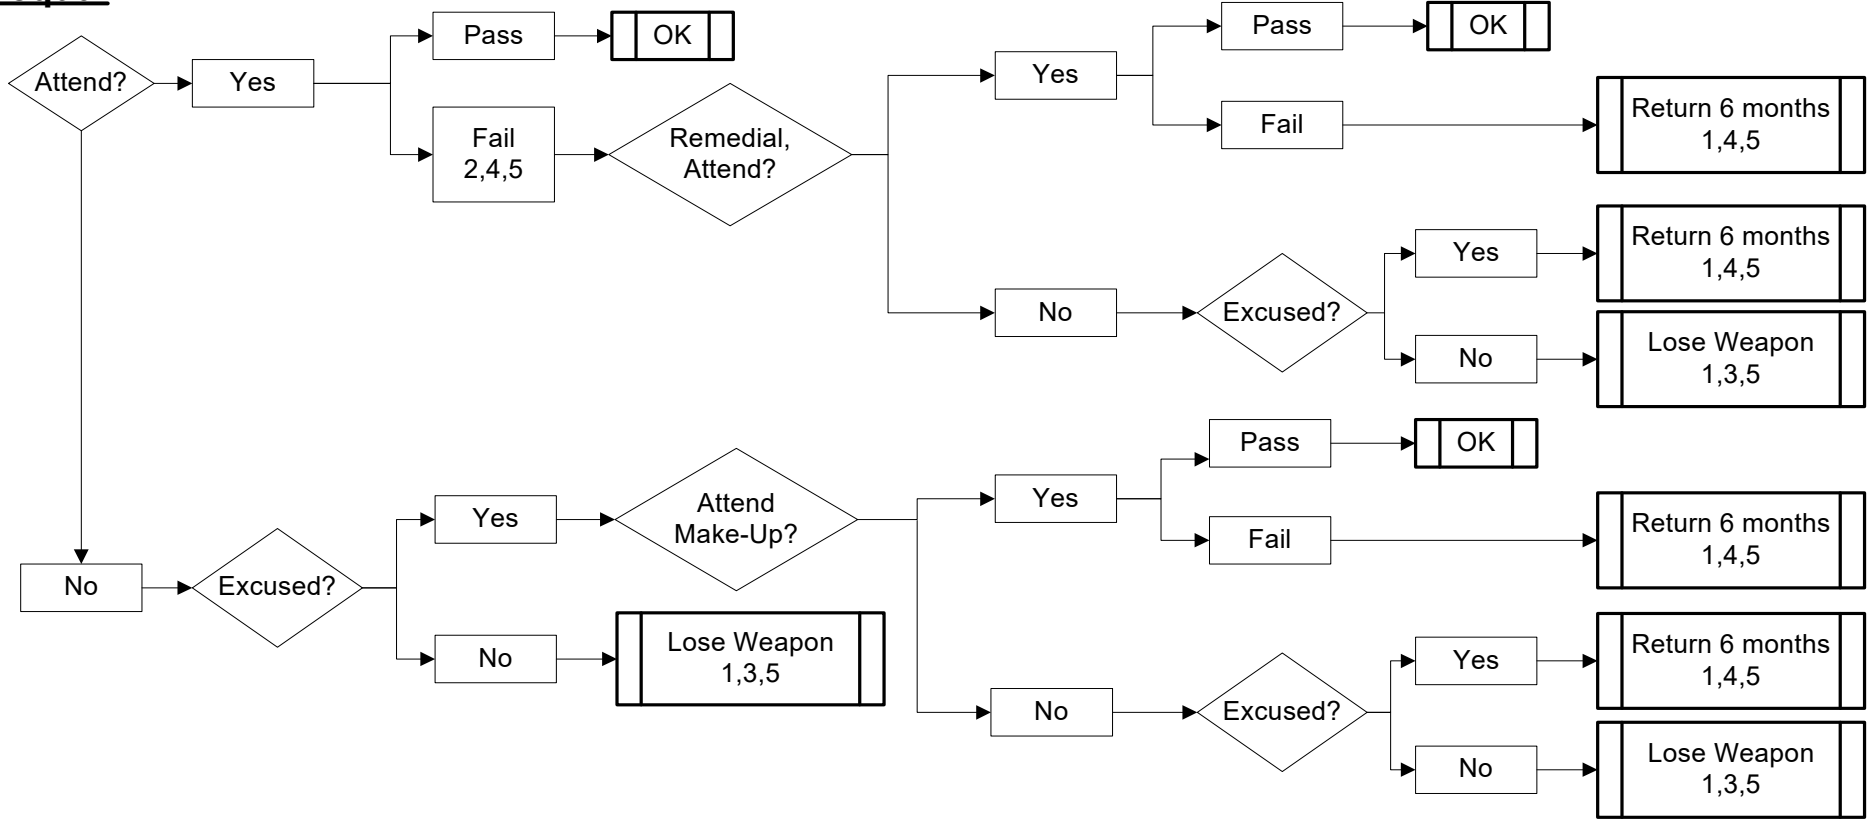 Pass
OK
Attend?
Yes
Fail
2,4,5
Remedial,
Attend?
Yes
Pass
OK
Fail
Return 6 months
1,4,5
No
Excused?
Yes
Return 6 months
1,4,5
No
Lose Weapon
1,3,5
No
Excused?
Yes
Attend
Make-Up?
No
Lose Weapon
1,3,5
Yes
Pass
OK
Fail
Return 6 months
1,4,5
No
Excused?
Yes
Return 6 months
1,4,5
No
Lose Weapon
1,3,5